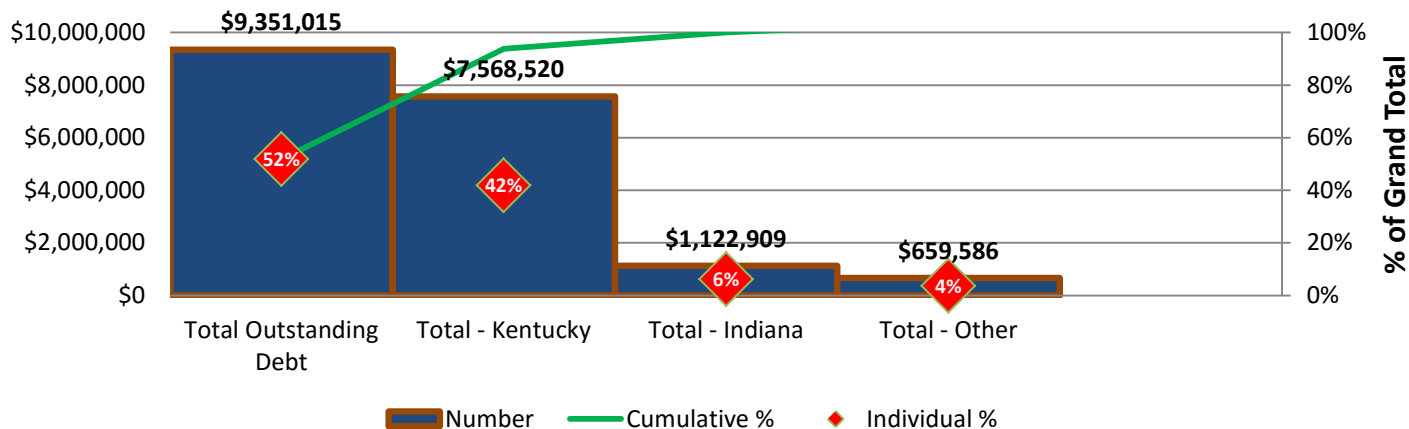 $9,351,015
$10,000,000
100%
$7,568,520
$8,000,000
80%
$6,000,000
60%
52%
42%
$4,000,000
40%
$1,122,909
$659,586
$2,000,000
20%
6%
4%
$0
0%
% of Grand Total
Total Outstanding
Debt
Total - Kentucky
Total - Indiana
Total - Other
Number
Cumulative %
Individual %